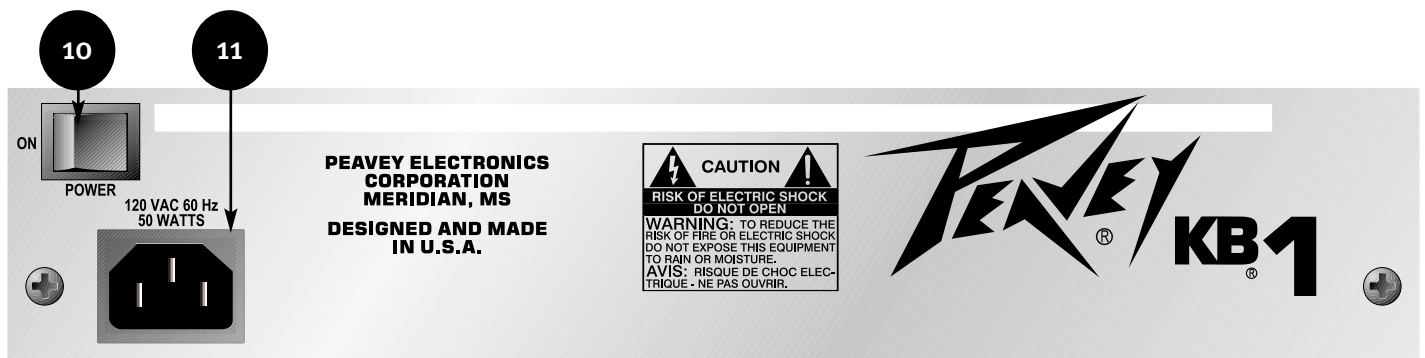 10
11
ON
POWER
120 VAC 60 Hz
50 WATTS
PEAVEY ELECTRONICS
CORPORATION
MERIDIAN, MS
DESIGNED AND MADE
IN U.S.A.
CAUTION
RISK OF ELECTRIC SHOCK
DO NOT OPEN
WARNING: TO REDUCE THE
RISK OF FIRE OR ELECTRIC SHOCK
DO NOT EXPOSE THIS EQUIPMENT
TO RAIN OR MOISTURE.
AVIS: RISQUE DE CHOC ELEC-
TRIQUE - NE PAS OUVRIR.
PEAVEY®
KB®1